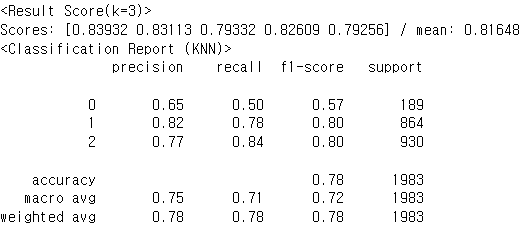 <Result Score(k=3)>
Scores: [0.83932 0.83113 0.79332 0.82609 0.79256] / mean: 0.81648
<Classification Report (KNN)>
precision recall f1-score support
0 0.65 0.50 0.57 189
1 0.82 0.78 0.80 864
2 0.77 0.84 0.80 930
accuracy 0.78 1983
macro avg 0.75 0.71 0.72 1983
weighted avg 0.78 0.78 0.78 1983